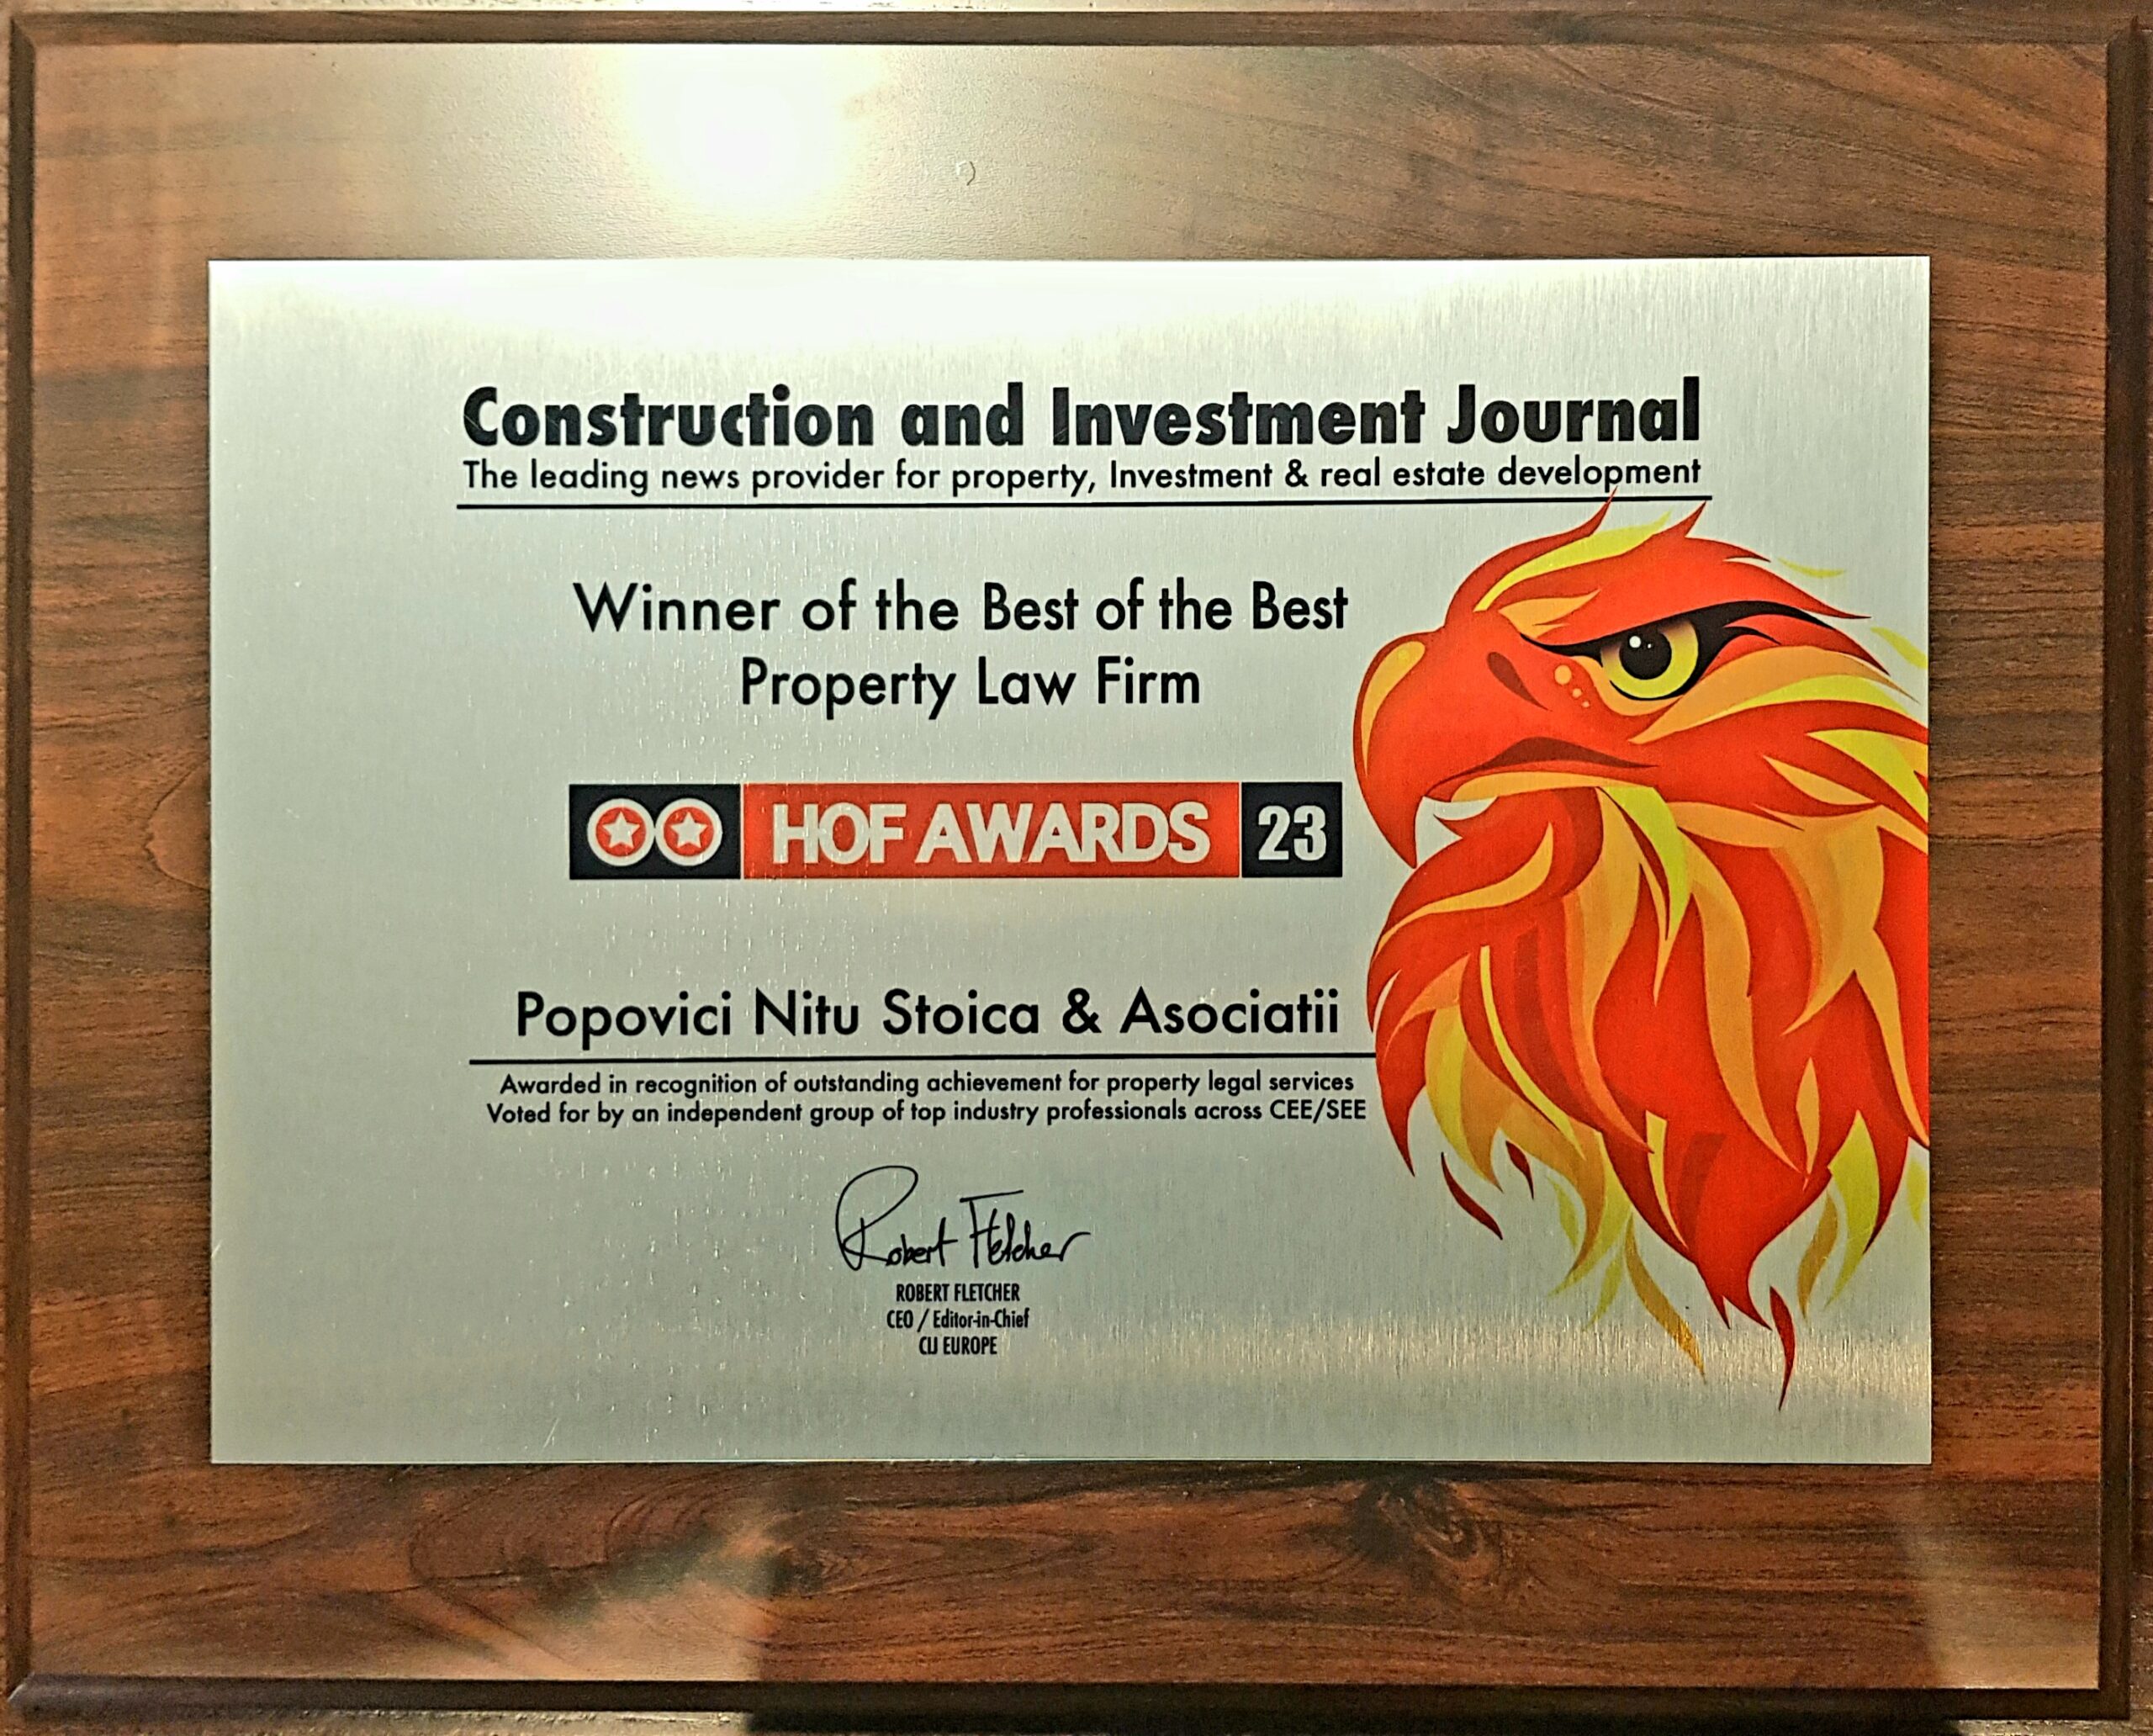 Construction and Investment Journal
The leading news provider for property, Investment & real estate development
Winner of the Best of the Best
Property Law Firm
HOF AWARDS 23
Popovici Nitu Stoica & Asociatii
Awarded in recognition of outstanding achievement for property legal services
Voted for by an independent group of top industry professionals across CEE/SEE
Robert Fletcher
ROBERT FLETCHER
CEO / Editor-in-Chief
CIJ EUROPE